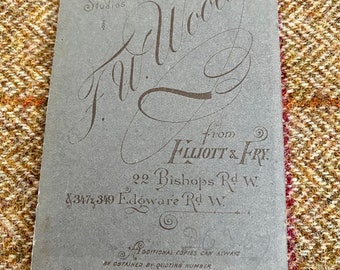 Studios
F. W. Wood
from
Elliott & Fry.
22 Bishops Rd W.
& 347 & 349 Edgware Rd W.
Additional copies can always
be obtained by quoting number